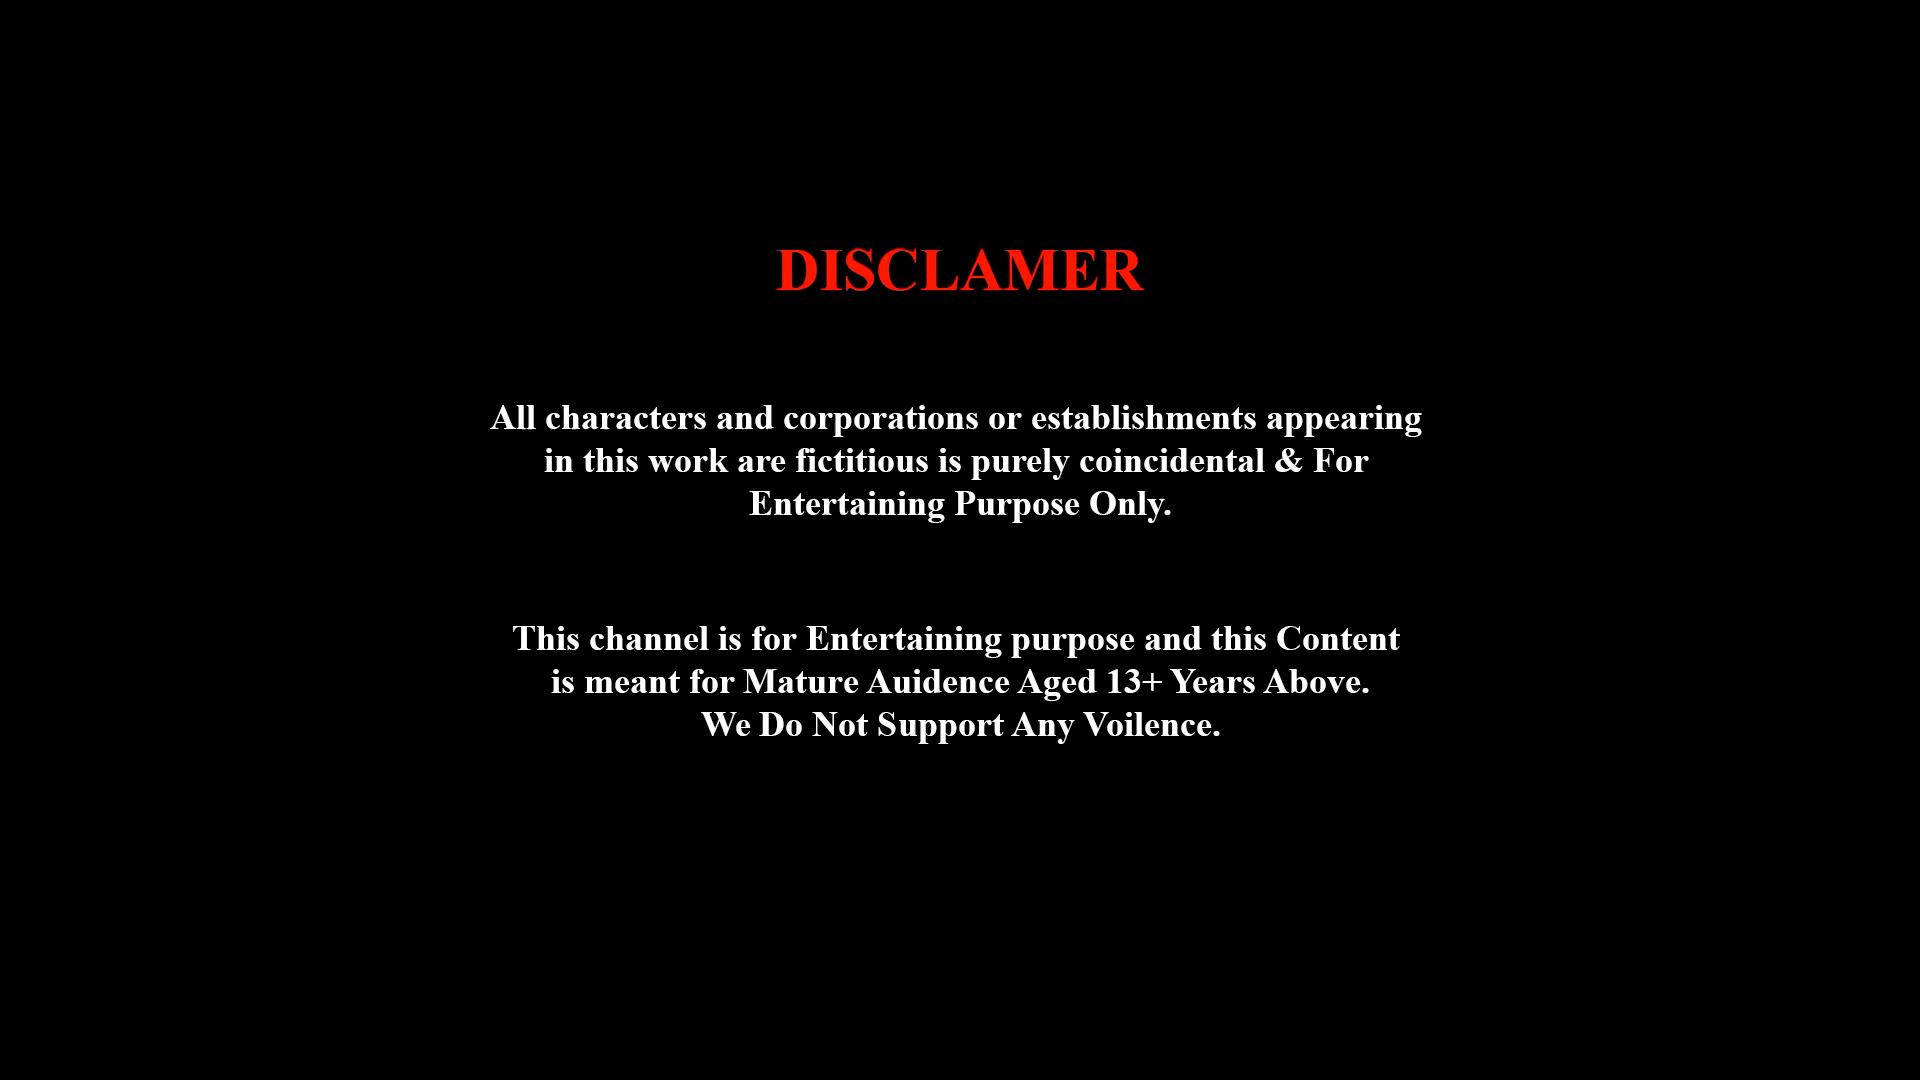 DISCLAMER
All characters and corporations or establishments appearing
in this work are fictitious is purely coincidental & For
Entertaining Purpose Only.
This channel is for Entertaining purpose and this Content
is meant for Mature Auidence Aged 13+ Years Above.
We Do Not Support Any Voilence.